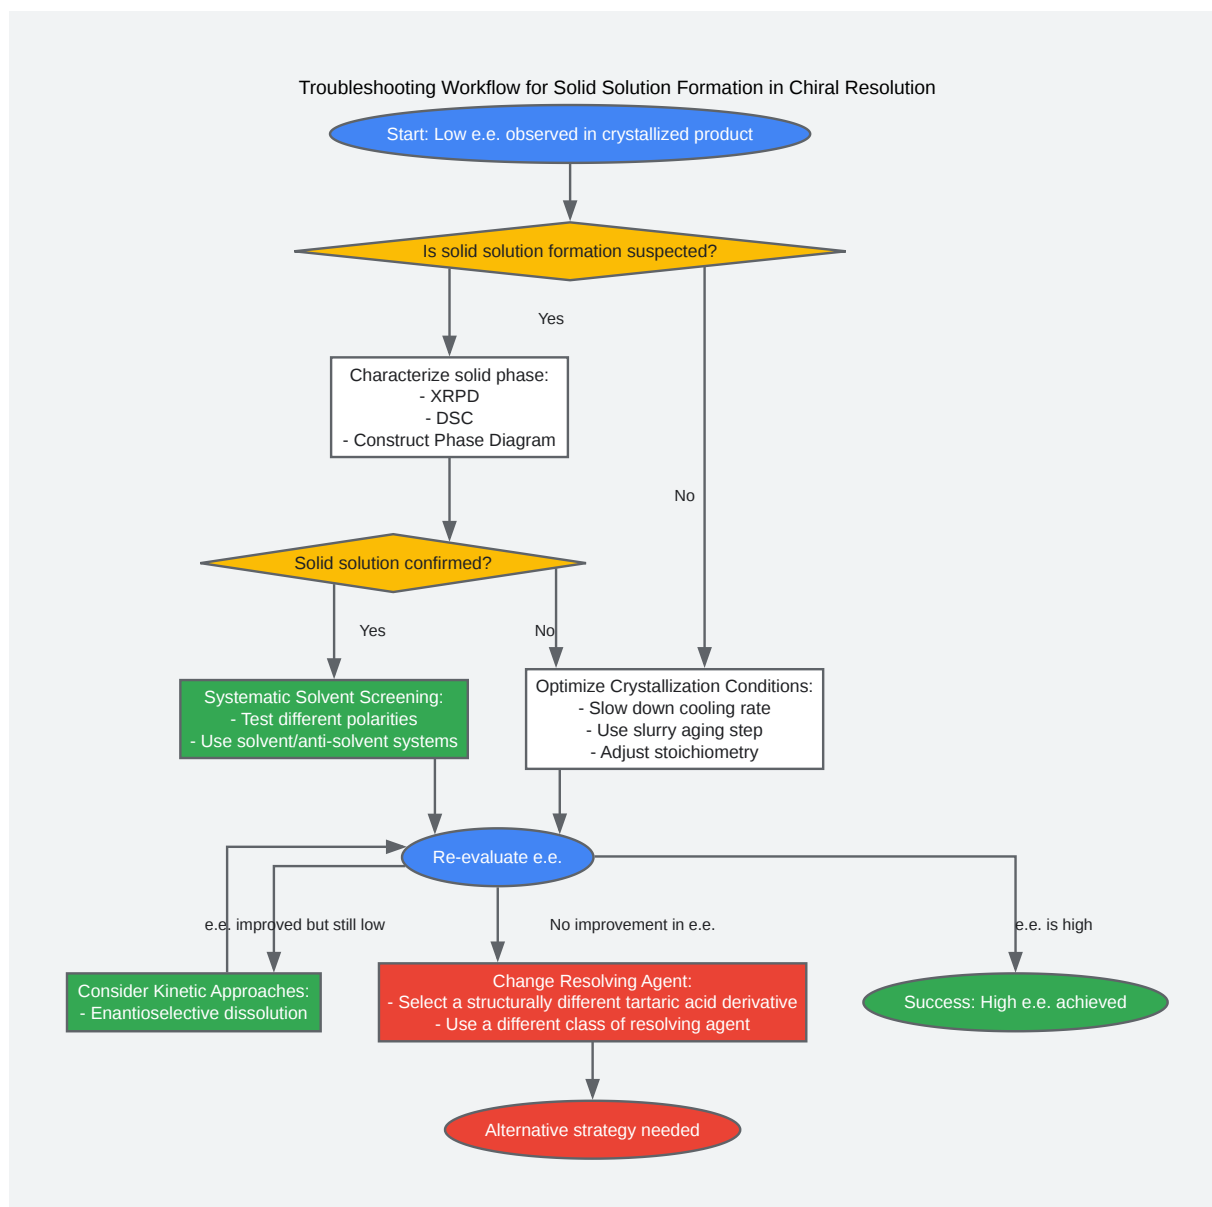 Troubleshooting Workflow for Solid Solution Formation in Chiral Resolution
Start: Low e.e. observed in crystallized product
Is solid solution formation suspected?
Yes
Characterize solid phase:
- XRPD
- DSC
- Construct Phase Diagram
No
Solid solution confirmed?
Yes
No
Systematic Solvent Screening:
- Test different polarities
- Use solvent/anti-solvent systems
Optimize Crystallization Conditions:
- Slow down cooling rate
- Use slurry aging step
- Adjust stoichiometry
Re-evaluate e.e.
e.e. improved but still low
No improvement in e.e.
e.e. is high
Consider Kinetic Approaches:
- Enantioselective dissolution
Change Resolving Agent:
- Select a structurally different tartaric acid derivative
- Use a different class of resolving agent
Success: High e.e. achieved
Alternative strategy needed